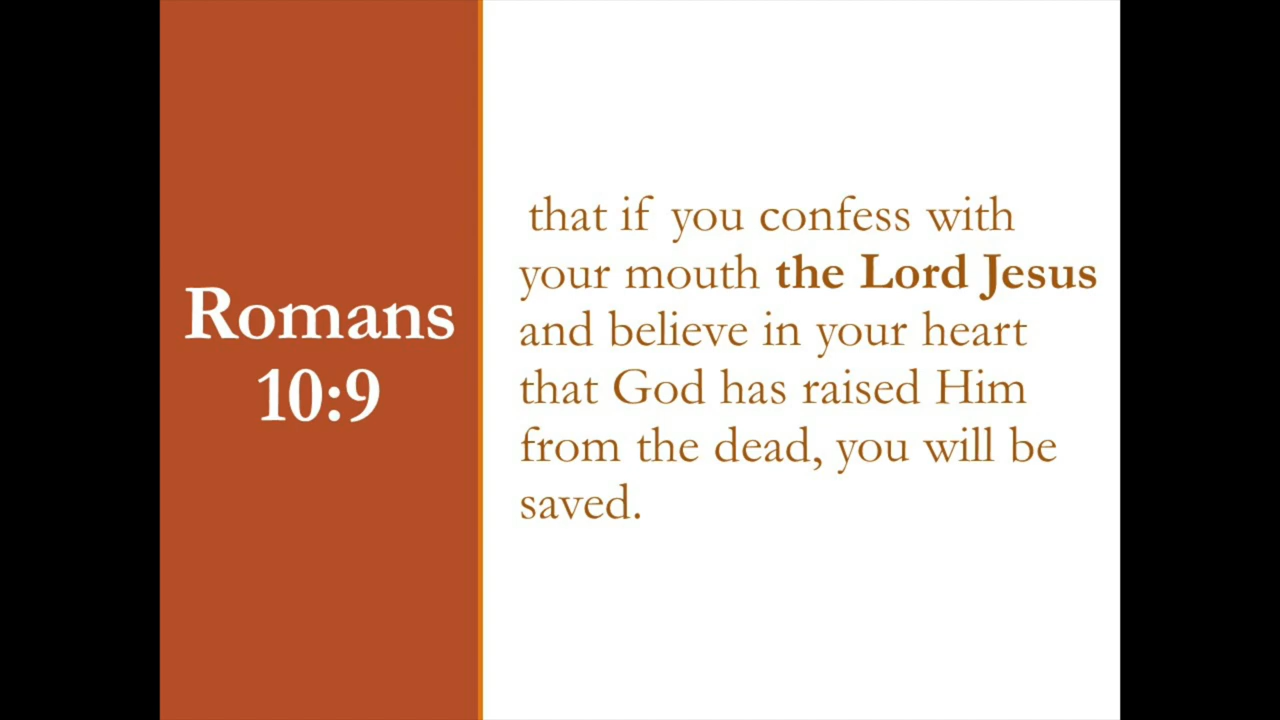 Romans
10:9
that if you confess with
your mouth the Lord Jesus
and believe in your heart
that God has raised Him
from the dead, you will be
saved.